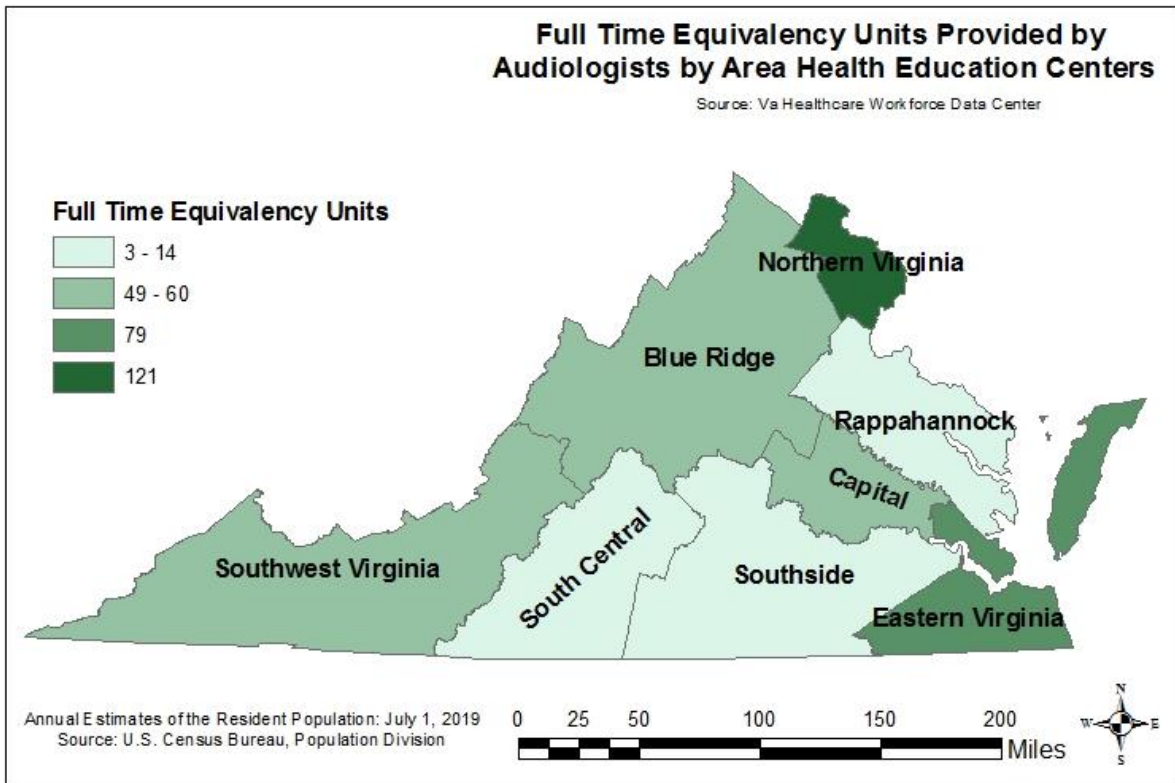 Full Time Equivalency Units Provided by
Audiologists by Area Health Education Centers
Source: Va Healthcare Workforce Data Center
Full Time Equivalency Units
3 - 14
49 - 60
79
121
Northern Virginia
Blue Ridge
Rappahannock
Capital
Southwest Virginia
South Central
Southside
Eastern Virginia
Annual Estimates of the Resident Population: July 1, 2019
Source: U.S. Census Bureau, Population Division
0 25 50 100 150 200
Miles
N
W E
S